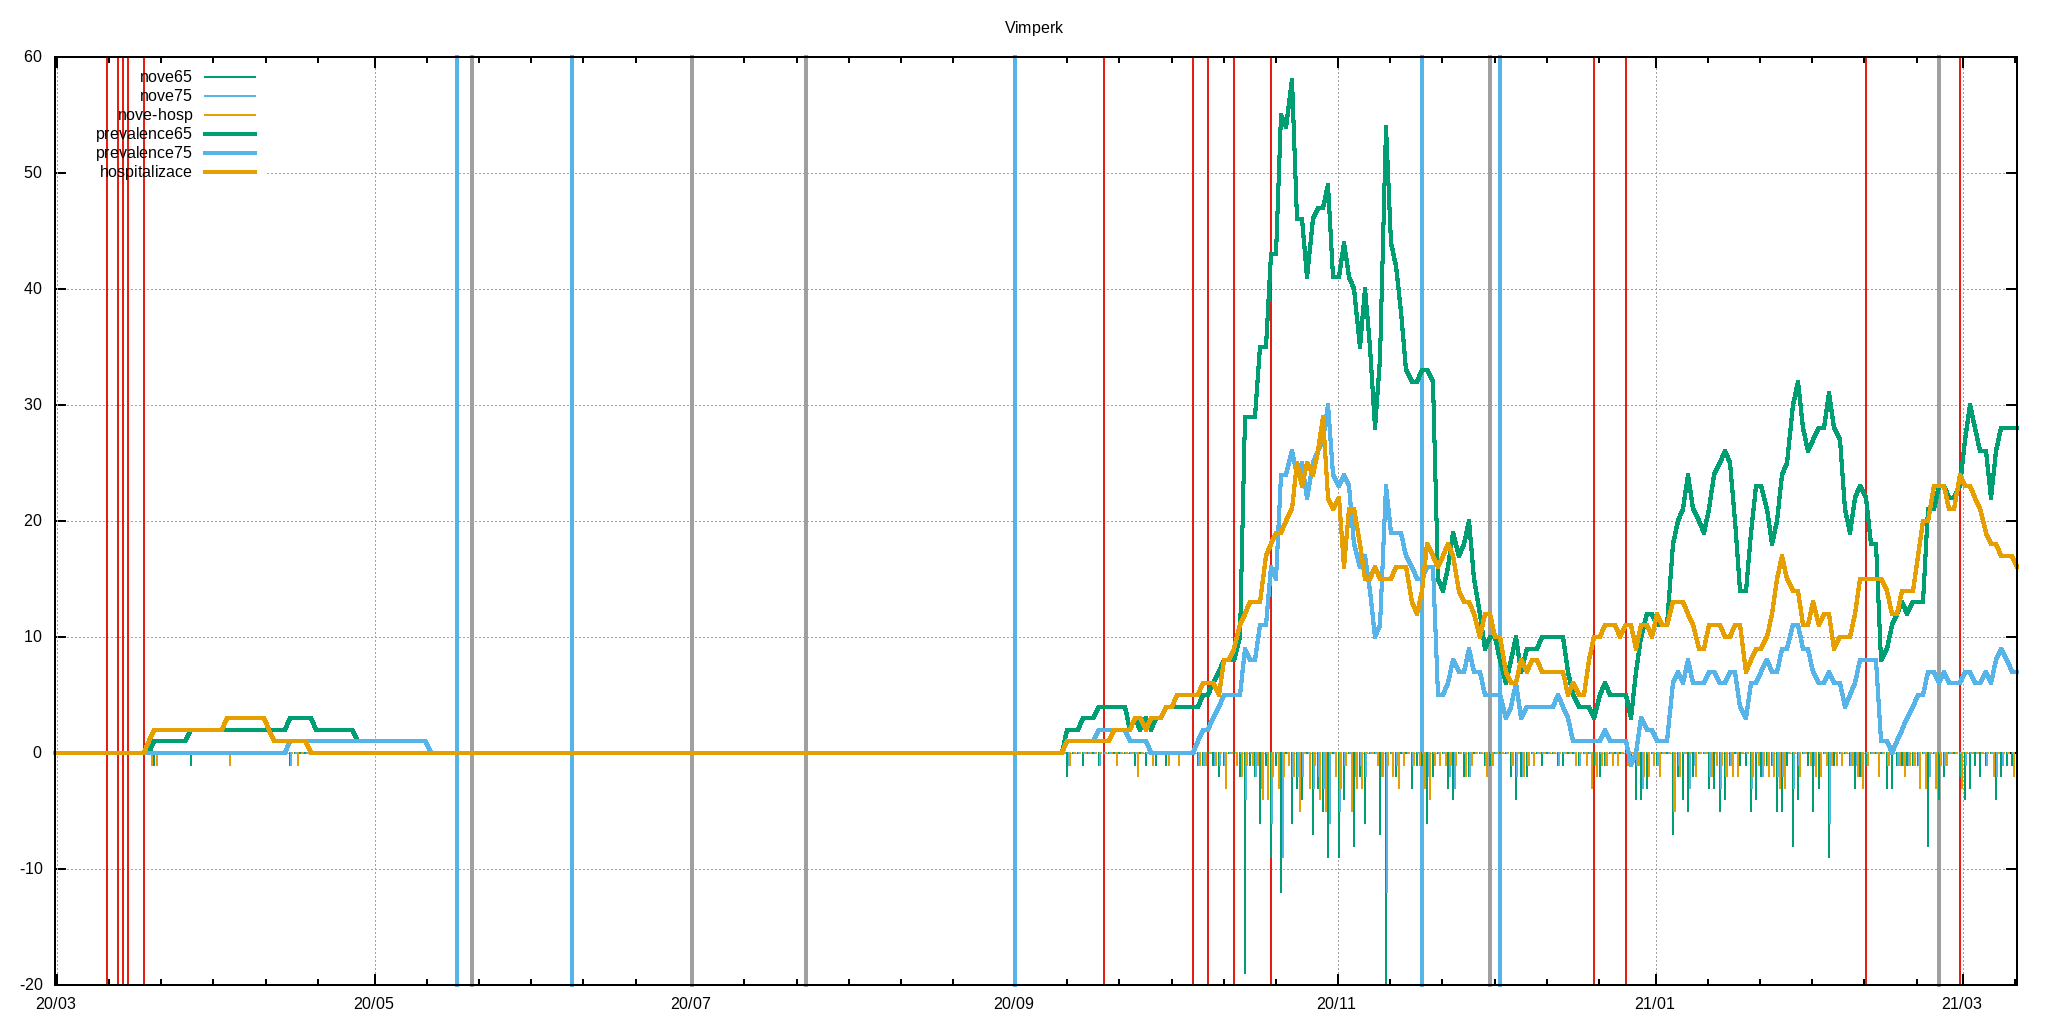 Vimperk
60
50
40
30
20
10
0
-10
-20
nove65
nove75
nove-hosp
prevalence65
prevalence75
hospitalizace
20/03 20/05 20/07 20/09 20/11 21/01 21/03